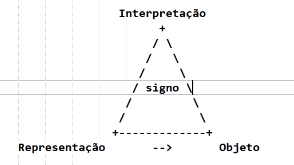 Interpretação
+
/ \
/ \
/ \
/ signo \
/ \
/ \
+-------------+
Representação --> Objeto